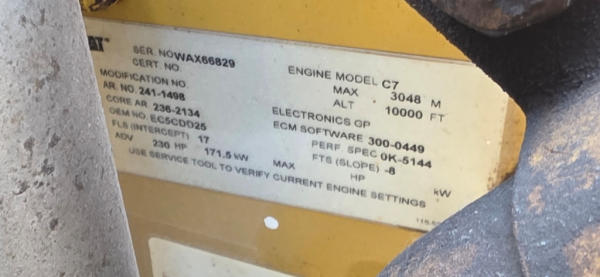 AT
SER. NO WAX66829
CERT. NO.
ENGINE MODEL C7
MODIFICATION NO.
MAX 3048 M
AR. NO. 241-1498
ALT 10000 FT
CORE AR. 236-2134
ELECTRONICS GP
OEM NO. EC5CDD25
ECM SOFTWARE 300-0449
FLS (INTERCEPT) 17
PERF. SPEC 0K-5144
ADV 230 HP 171.5 kW
FTS (SLOPE) -8
MAX HP kW
USE SERVICE TOOL TO VERIFY CURRENT ENGINE SETTINGS